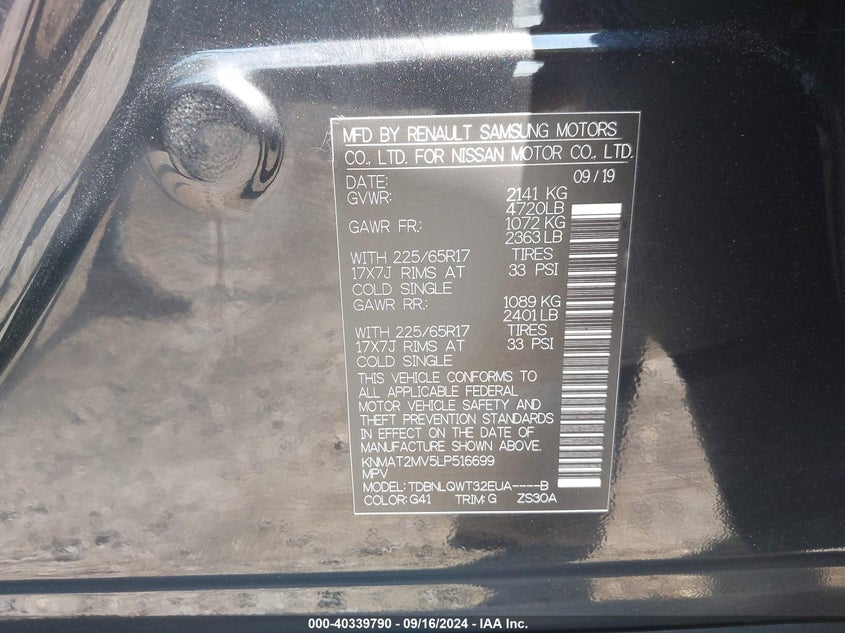 MFD BY RENAULT SAMSUNG MOTORS
CO., LTD. FOR NISSAN MOTOR CO., LTD.
DATE: 09/19
GVWR: 2141 KG
4720LB
GAWR FR.: 1072 KG
2363 LB
WITH 225/65R17 TIRES
17X7J RIMS AT 33 PSI
COLD SINGLE
GAWR RR.: 1089 KG
2401 LB
WITH 225/65R17 TIRES
17X7J RIMS AT 33 PSI
COLD SINGLE
THIS VEHICLE CONFORMS TO
ALL APPLICABLE FEDERAL
MOTOR VEHICLE SAFETY AND
THEFT PREVENTION STANDARDS
IN EFFECT ON THE DATE OF
MANUFACTURE SHOWN ABOVE.
KNMAT2MV5LP516699
MPV
MODEL: TDBNLQWT32EUA----B
COLOR: G41 TRIM: G ZS30A
000-40339790 - 09/16/2024 - IAA Inc.